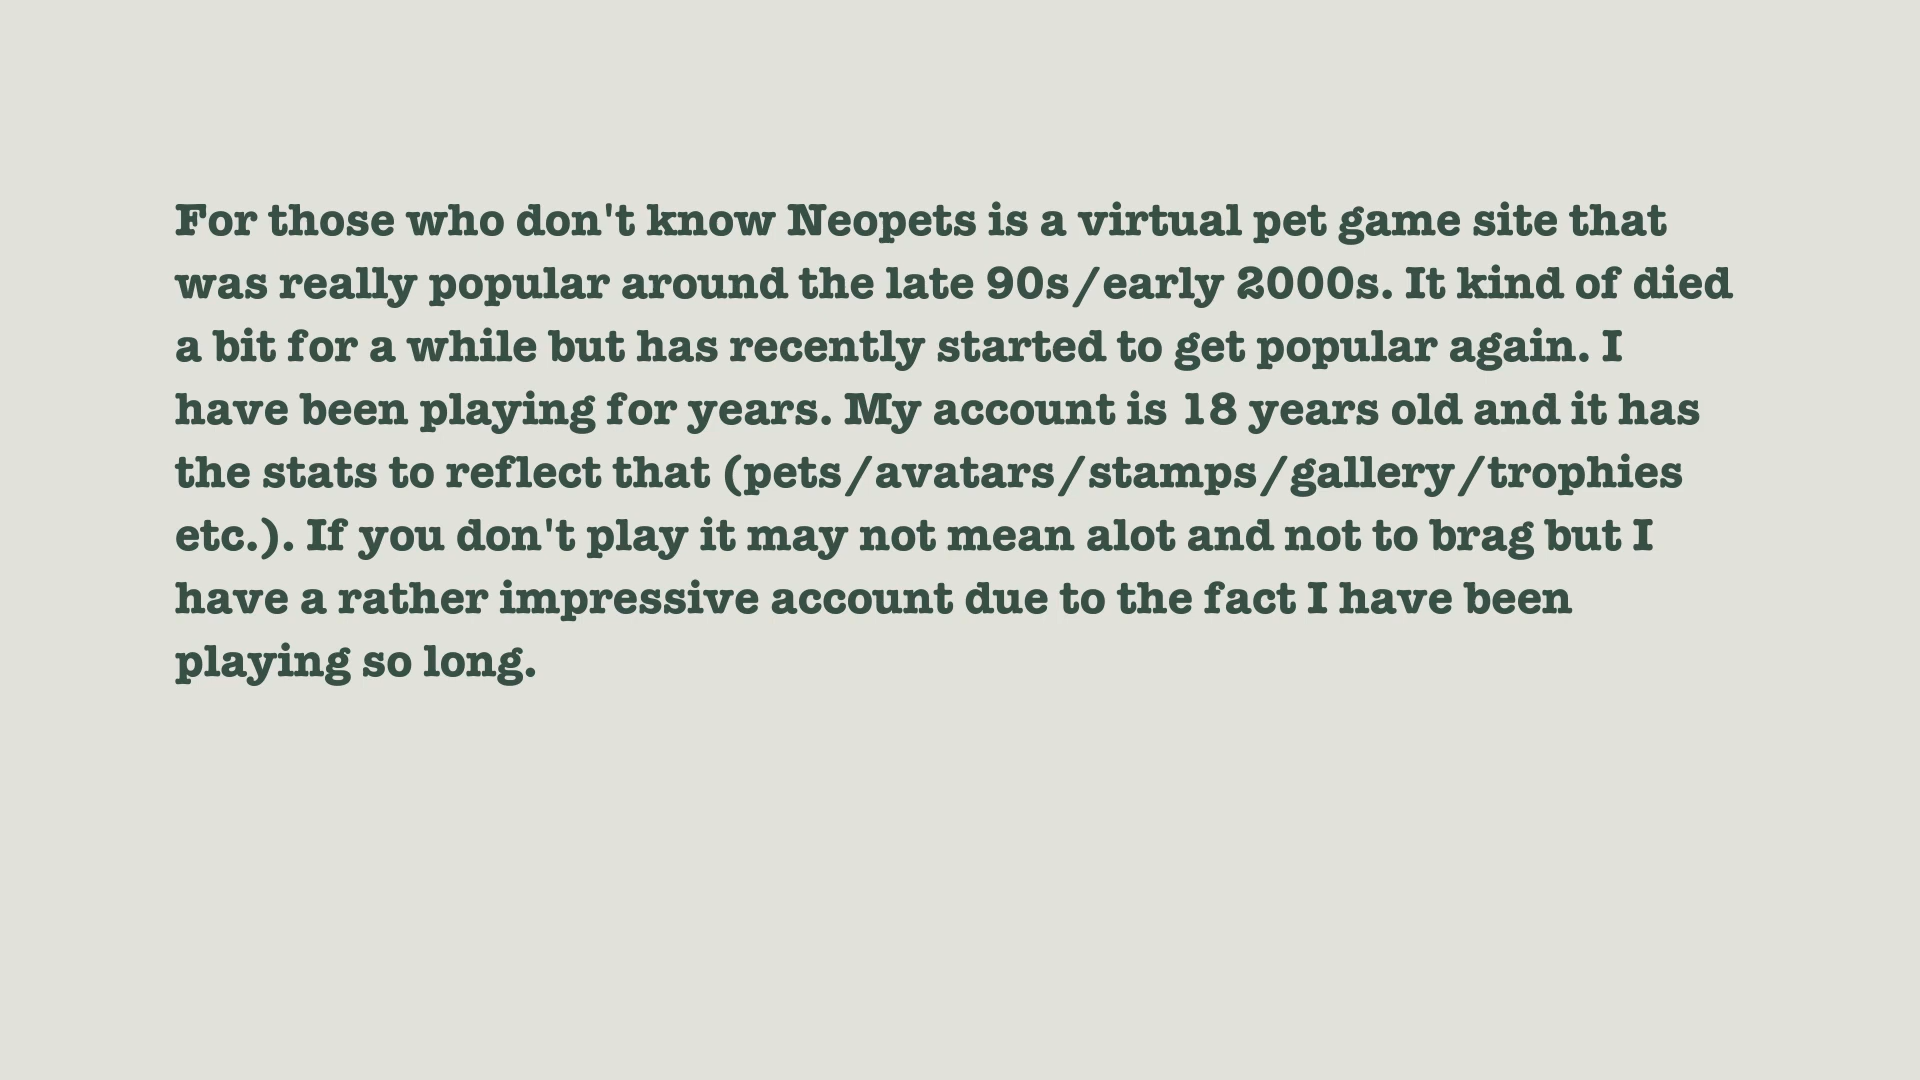 For those who don't know Neopets is a virtual pet game site that
was really popular around the late 90s/early 2000s. It kind of died
a bit for a while but has recently started to get popular again. I
have been playing for years. My account is 18 years old and it has
the stats to reflect that (pets/avatars/stamps/gallery/trophies
etc.). If you don't play it may not mean alot and not to brag but I
have a rather impressive account due to the fact I have been
playing so long.